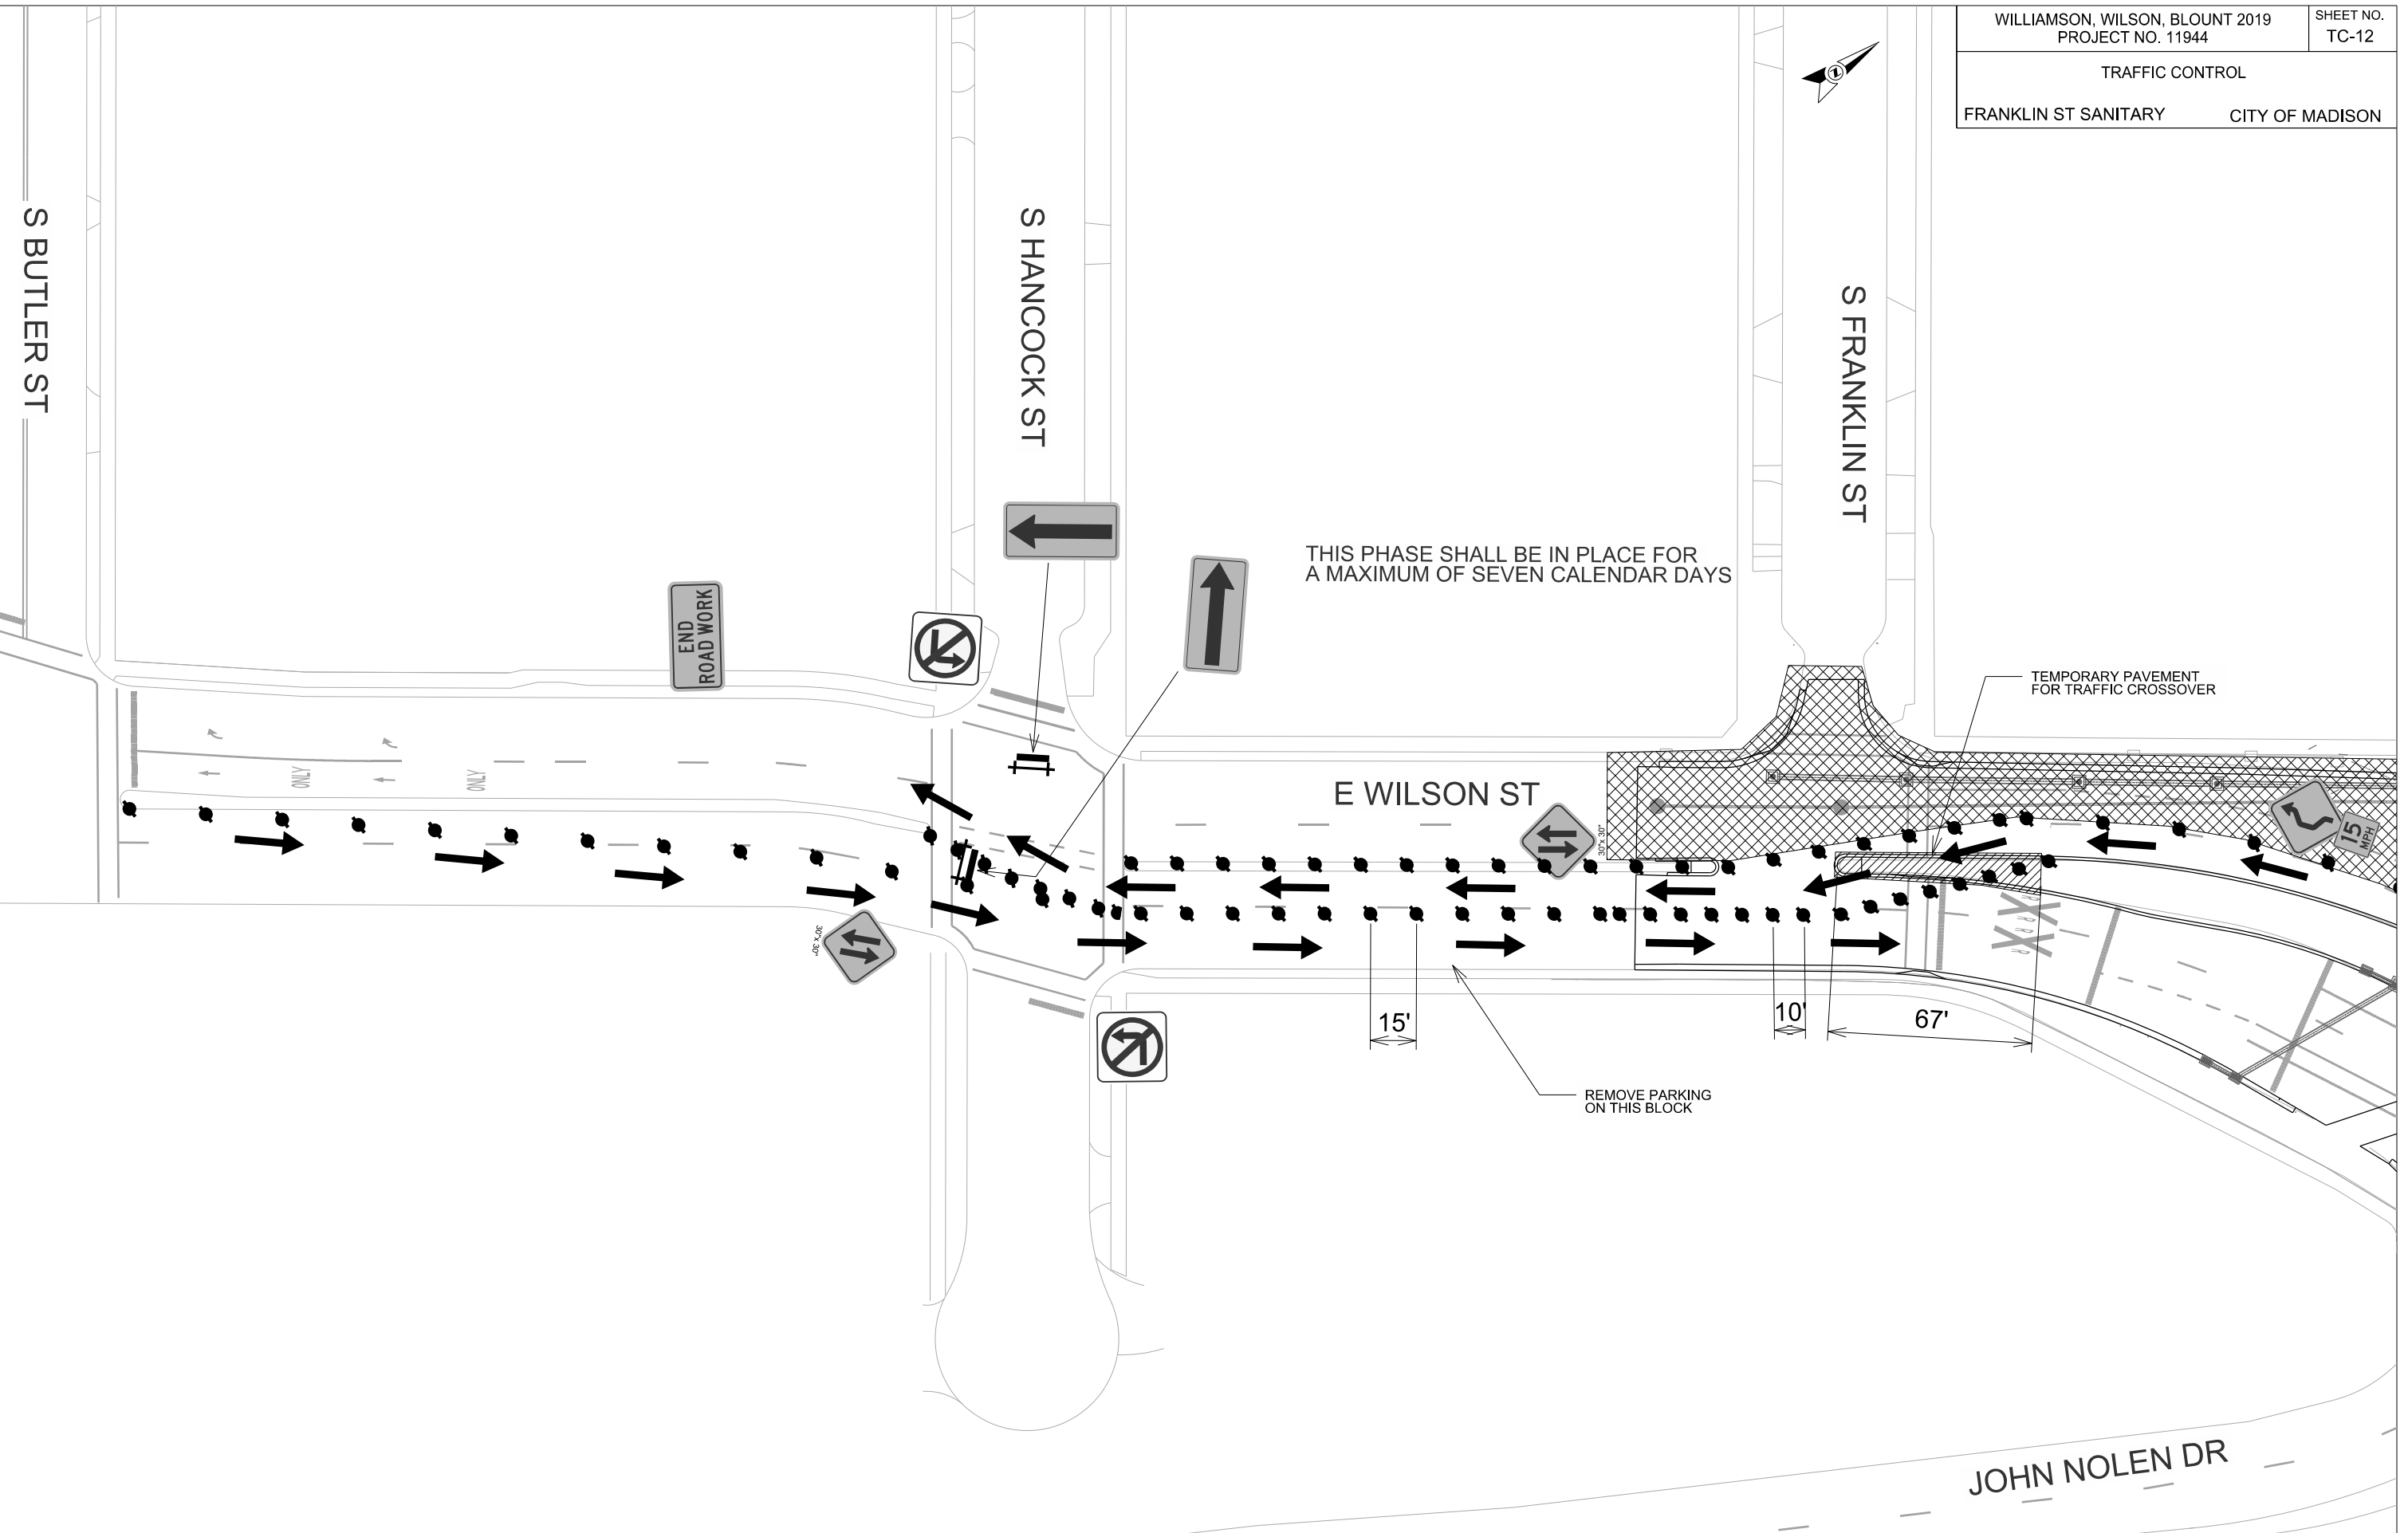 WILLIAMSON, WILSON, BLOUNT 2019
PROJECT NO. 11944
SHEET NO.
TC-12
TRAFFIC CONTROL
FRANKLIN ST SANITARY
CITY OF MADISON
S BUTLER ST
S HANCOCK ST
S FRANKLIN ST
THIS PHASE SHALL BE IN PLACE FOR
A MAXIMUM OF SEVEN CALENDAR DAYS
END
ROAD WORK
TEMPORARY PAVEMENT
FOR TRAFFIC CROSSOVER
ONLY
ONLY
E WILSON ST
30"x 30"
15
MPH
R R
R R
30"x 30"
15'
10'
67'
REMOVE PARKING
ON THIS BLOCK
JOHN NOLEN DR